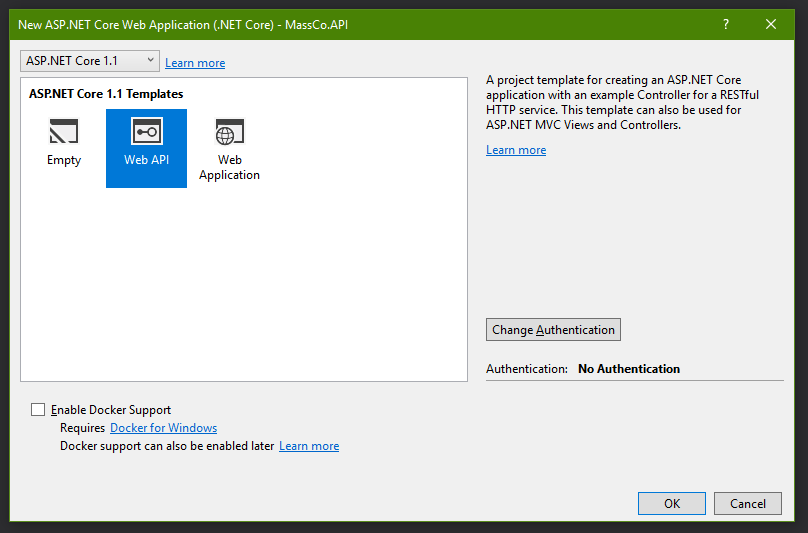 New ASP.NET Core Web Application (.NET Core) - MassCo.API
?
ASP.NET Core 1.1
Learn more
ASP.NET Core 1.1 Templates
Empty
Web API
Web
Application
A project template for creating an ASP.NET Core
application with an example Controller for a RESTful
HTTP service. This template can also be used for
ASP.NET MVC Views and Controllers.
Learn more
Change Authentication
Authentication: No Authentication
Enable Docker Support
Requires Docker for Windows
Docker support can also be enabled later Learn more
OK
Cancel